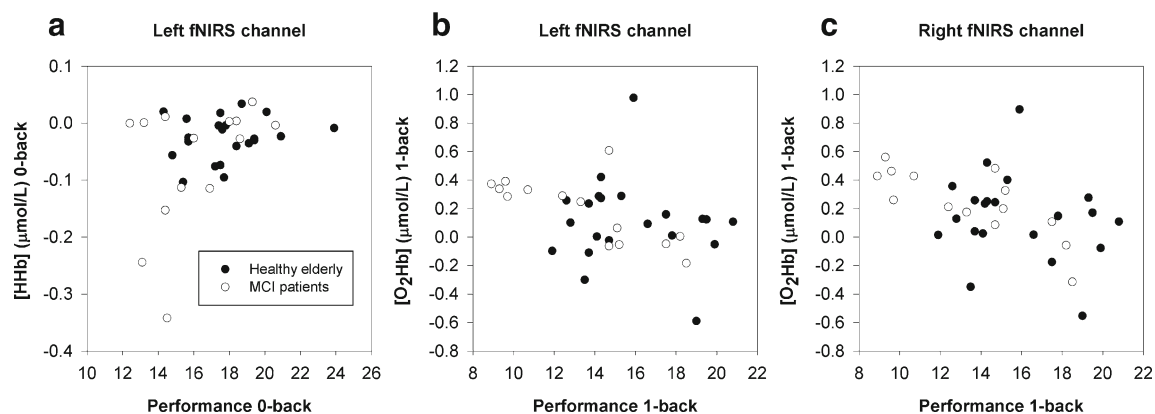 a
Left fNIRS channel
[HHb] (μmol/L) 0-back
0.1
0.0
-0.1
-0.2
-0.3
-0.4
Healthy elderly
MCI patients
10 12 14 16 18 20 22 24 26
Performance 0-back
b
Left fNIRS channel
[O₂Hb] (μmol/L) 1-back
1.2
1.0
0.8
0.6
0.4
0.2
0.0
-0.2
-0.4
-0.6
-0.8
8 10 12 14 16 18 20 22
Performance 1-back
c
Right fNIRS channel
[O₂Hb] (μmol/L) 1-back
1.2
1.0
0.8
0.6
0.4
0.2
0.0
-0.2
-0.4
-0.6
-0.8
8 10 12 14 16 18 20 22
Performance 1-back